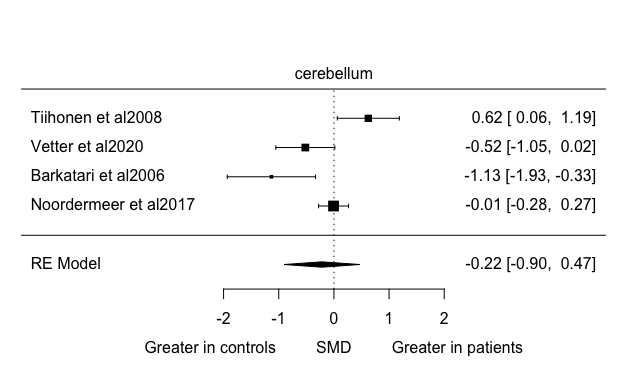 cerebellum
Tiihonen et al2008 0.62 [ 0.06, 1.19]
Vetter et al2020 -0.52 [-1.05, 0.02]
Barkatari et al2006 -1.13 [-1.93, -0.33]
Noordermeer et al2017 -0.01 [-0.28, 0.27]
RE Model -0.22 [-0.90, 0.47]
-2 -1 0 1 2
Greater in controls SMD Greater in patients